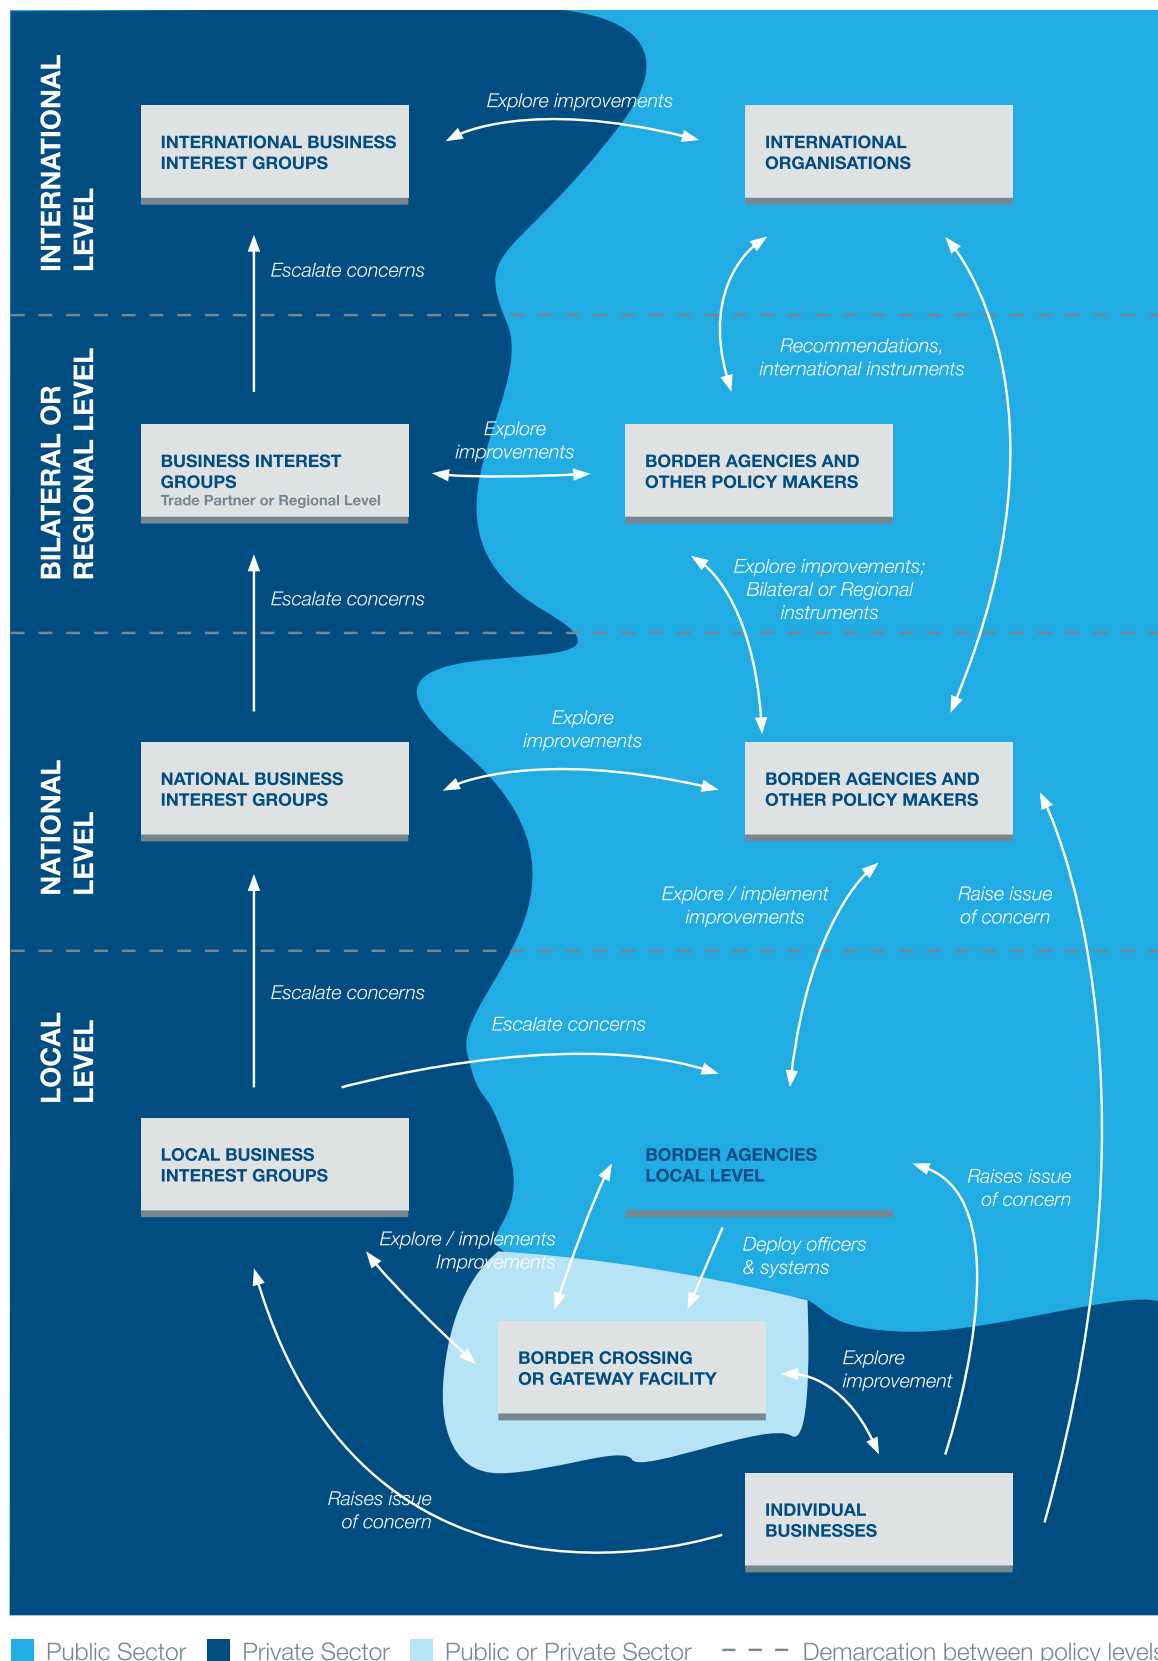 INTERNATIONAL
LEVEL
Explore improvements
INTERNATIONAL BUSINESS
INTEREST GROUPS
INTERNATIONAL
ORGANISATIONS
Escalate concerns
Recommendations,
international instruments
BILATERAL OR
REGIONAL LEVEL
Explore
improvements
BUSINESS INTEREST
GROUPS
Trade Partner or Regional Level
BORDER AGENCIES AND
OTHER POLICY MAKERS
Escalate concerns
Explore improvements;
Bilateral or Regional
instruments
NATIONAL
LEVEL
Explore
improvements
NATIONAL BUSINESS
INTEREST GROUPS
BORDER AGENCIES AND
OTHER POLICY MAKERS
Explore / implement
improvements
Raise issue
of concern
Escalate concerns
LOCAL
LEVEL
Escalate concerns
LOCAL BUSINESS
INTEREST GROUPS
BORDER AGENCIES
LOCAL LEVEL
Raises issue
of concern
Explore / implements
Improvements
Deploy officers
& systems
BORDER CROSSING
OR GATEWAY FACILITY
Explore
improvement
Raises issue
of concern
INDIVIDUAL
BUSINESSES
Public Sector
Private Sector
Public or Private Sector
Demarcation between policy levels